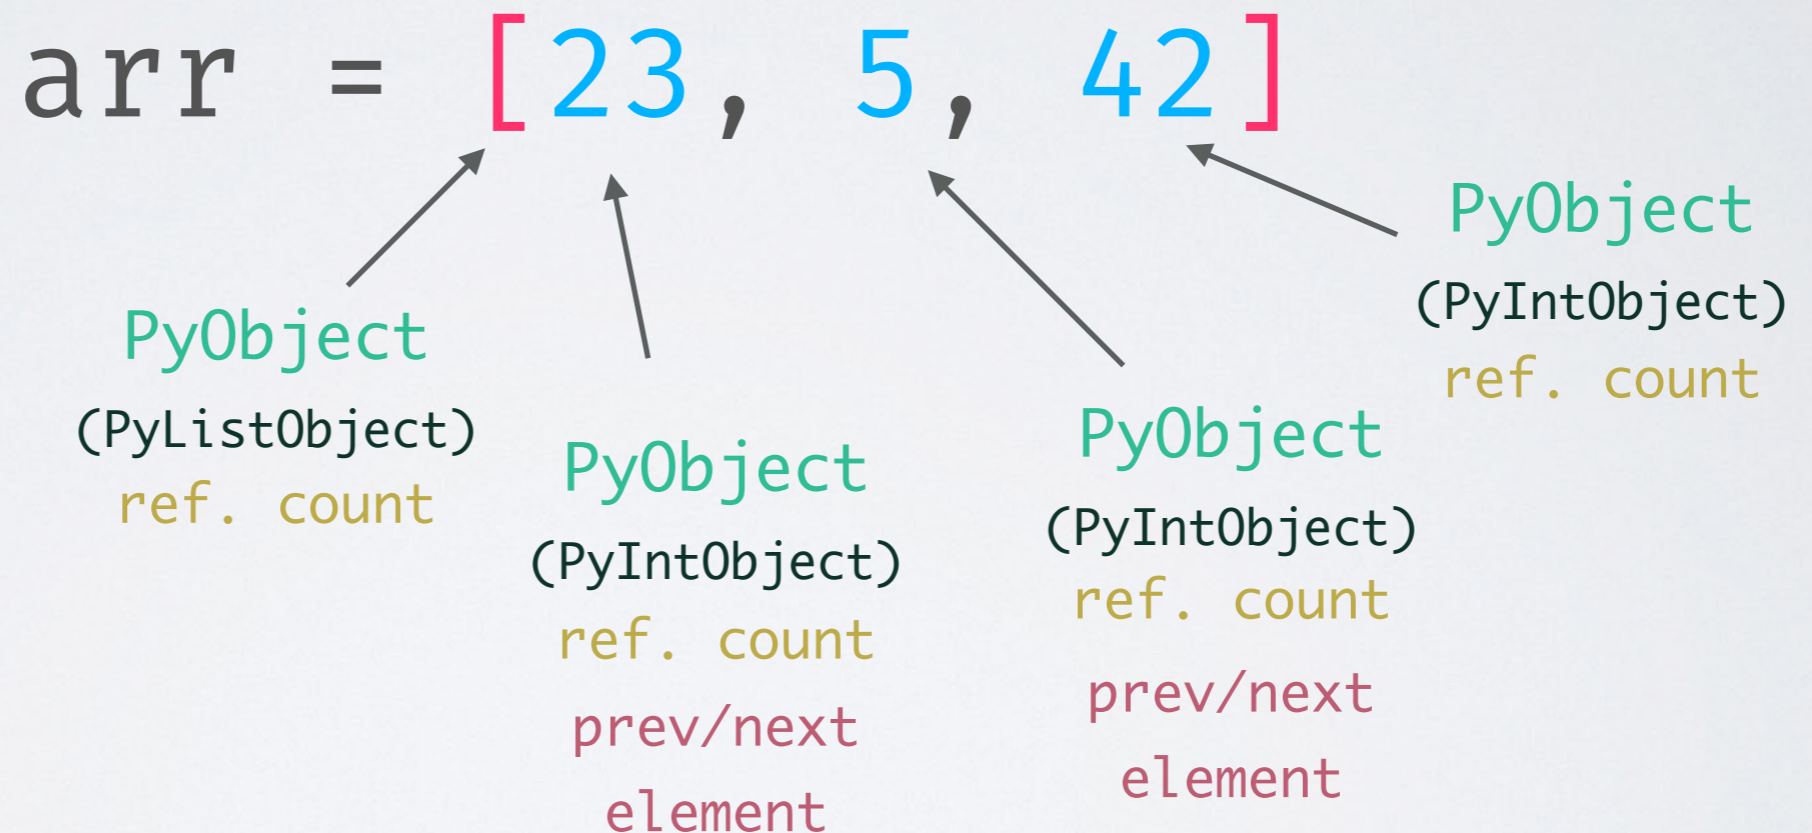 arr = [23, 5, 42]
PyObject
(PyListObject)
ref. count
PyObject
(PyIntObject)
ref. count
prev/next
element
PyObject
(PyIntObject)
ref. count
prev/next
element
PyObject
(PyIntObject)
ref. count